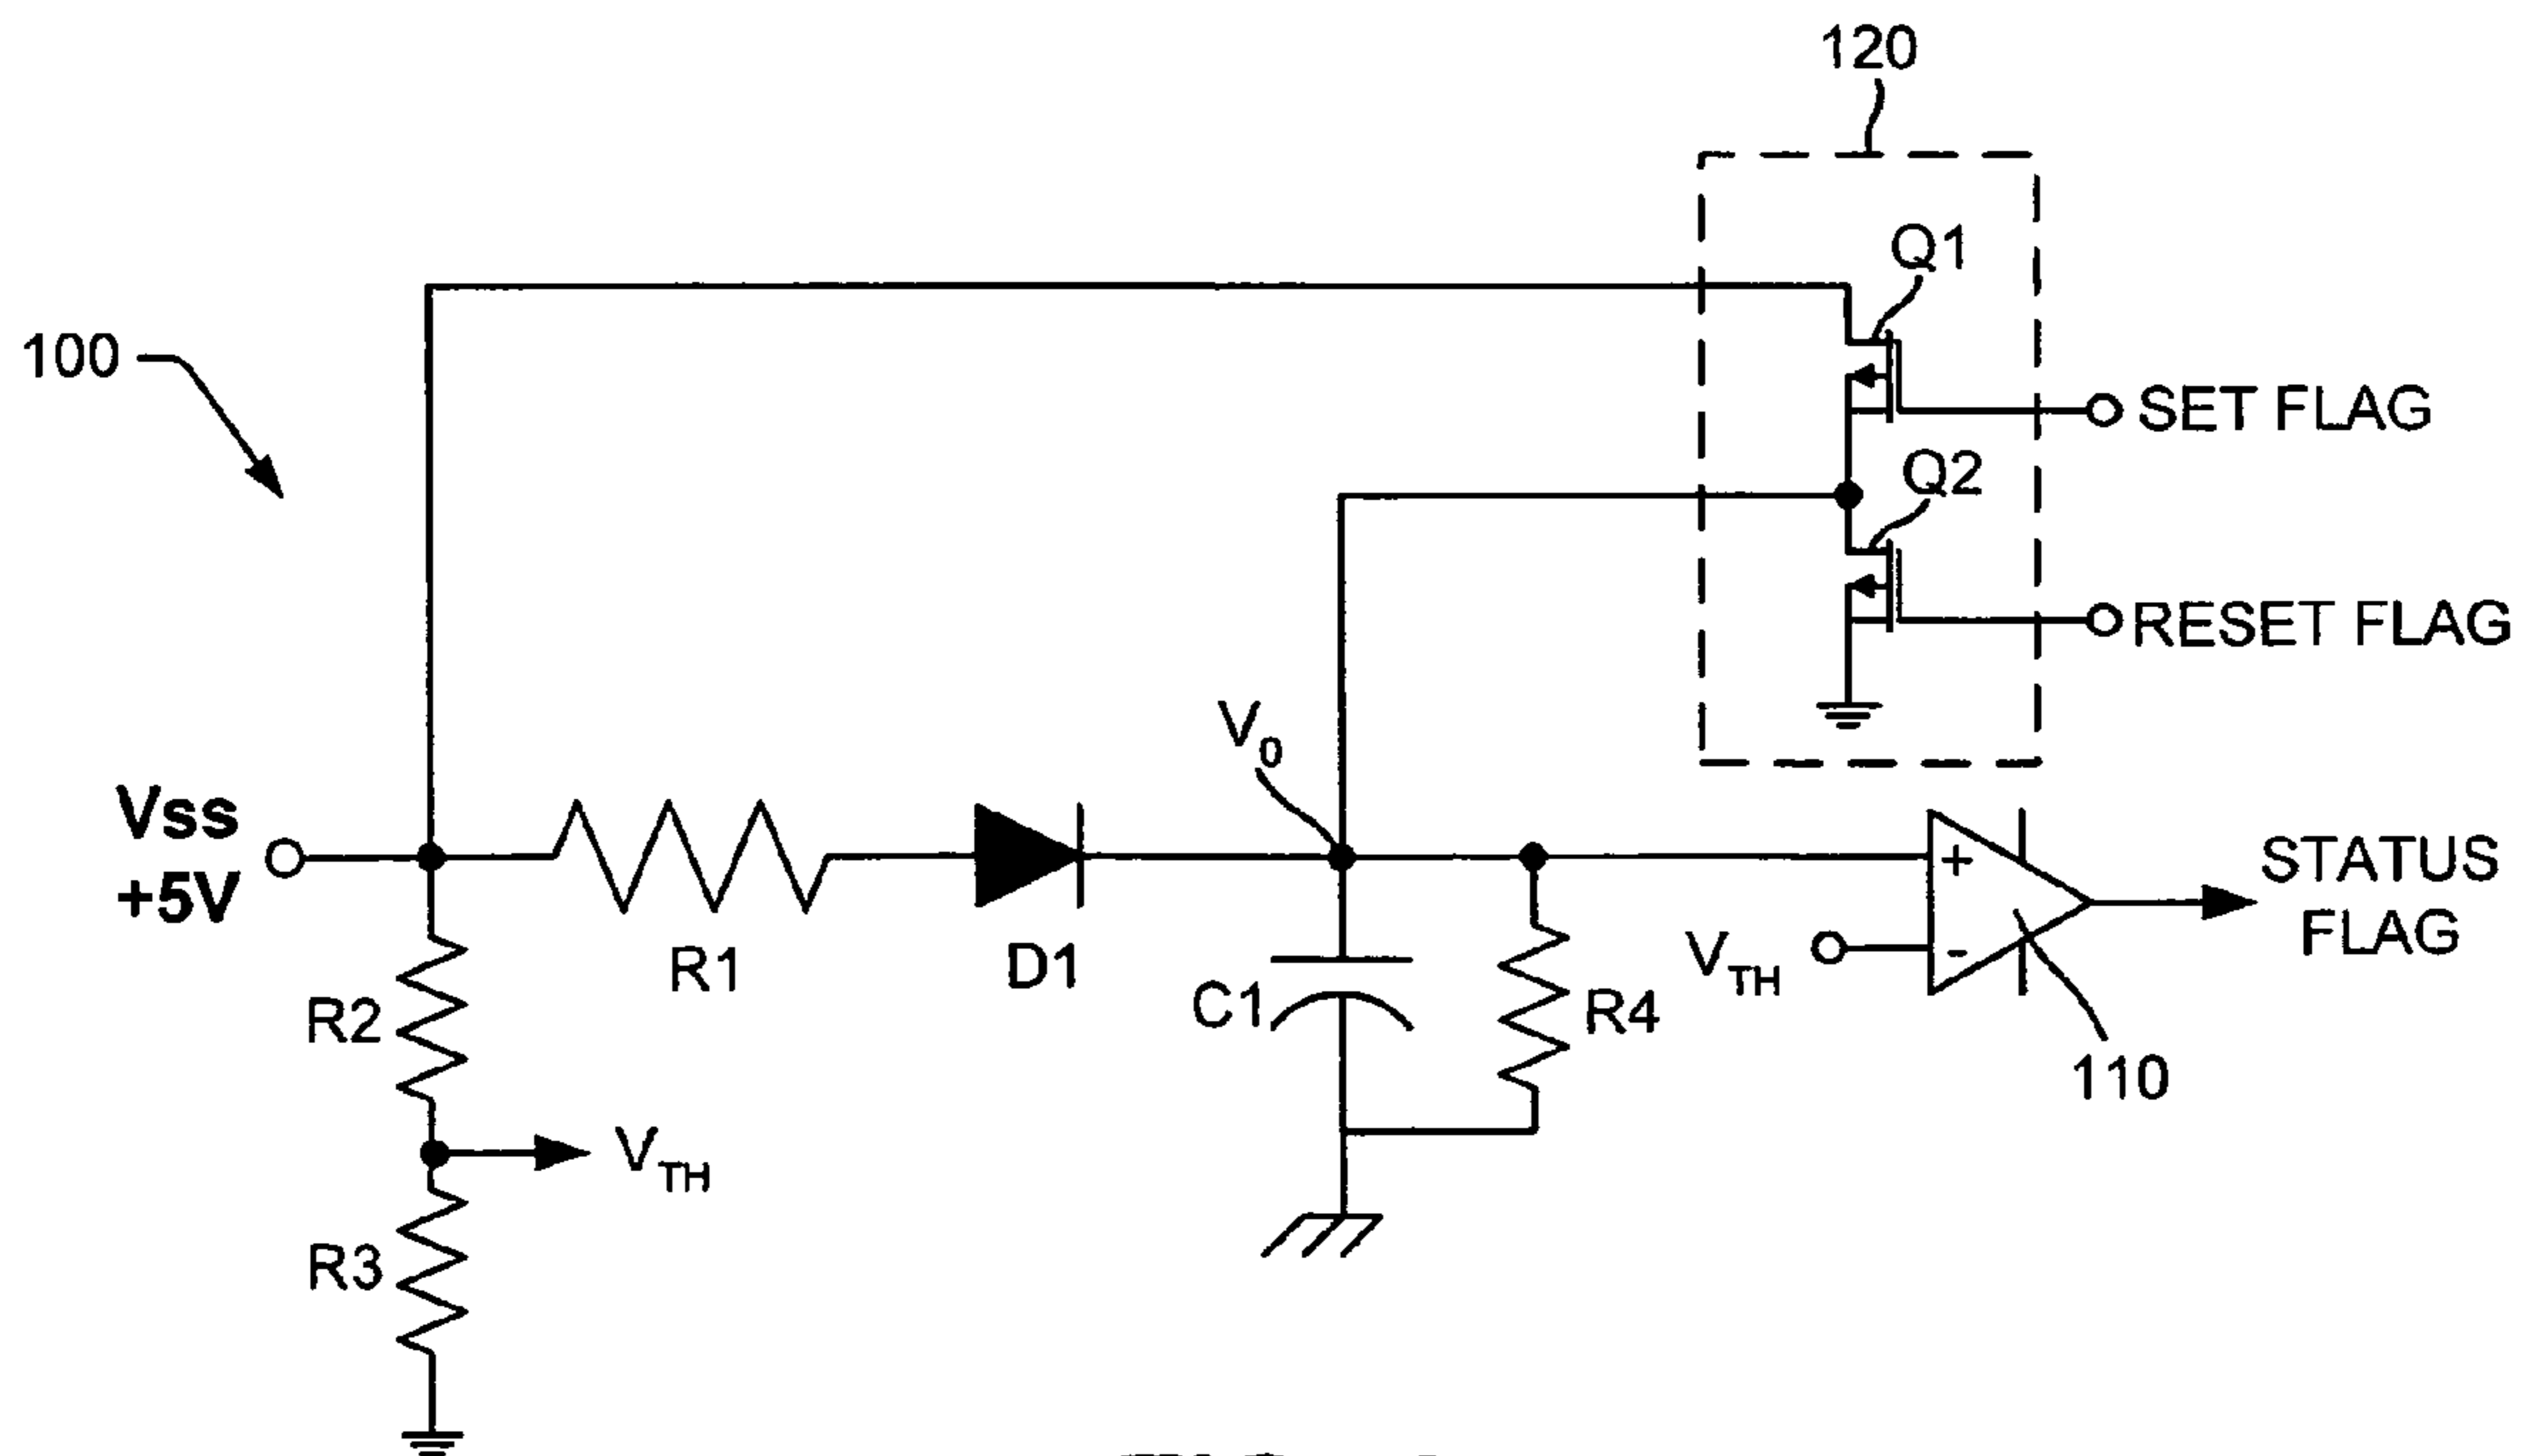 120
Q1
100
SET FLAG
Q2
RESET FLAG
V0
Vss
+5V
STATUS
FLAG
+
-
VTH
R1
D1
C1
R4
R2
110
VTH
R3